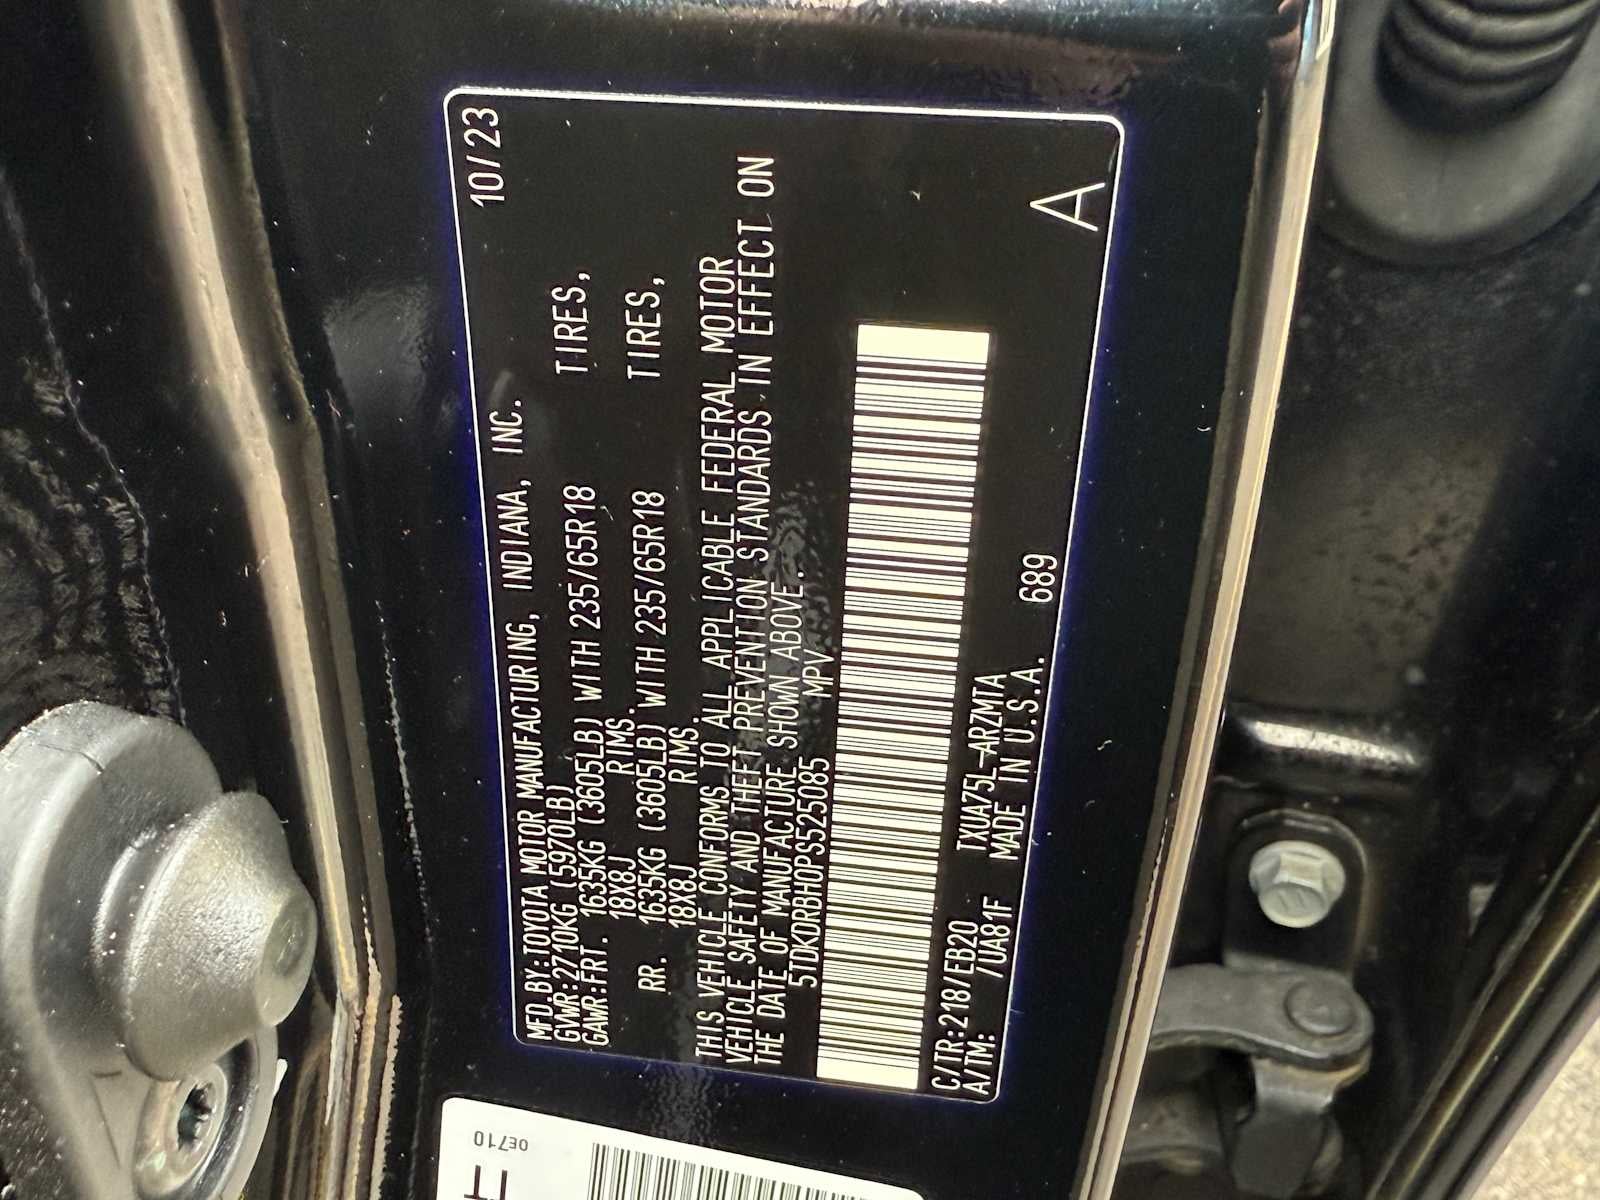 MFD.BY:TOYOTA MOTOR MANUFACTURING, INDIANA, INC. 10/23
GVWR:2710KG (5970LB)
GAWR:FRT. 1635KG (3605LB) WITH 235/65R18 TIRES,
18X8J RIMS.
RR. 1635KG (3605LB) WITH 235/65R18 TIRES,
18X8J RIMS.
THIS VEHICLE CONFORMS TO ALL APPLICABLE FEDERAL MOTOR
VEHICLE SAFETY AND THEFT PREVENTION STANDARDS IN EFFECT ON
THE DATE OF MANUFACTURE SHOWN ABOVE.
5TDKDRBH0PS525085 MPV
C/TR:218/EB20 TXUA75L-ARZMTA
A/TM: /UA81F MADE IN U.S.A. 689
A
0E710